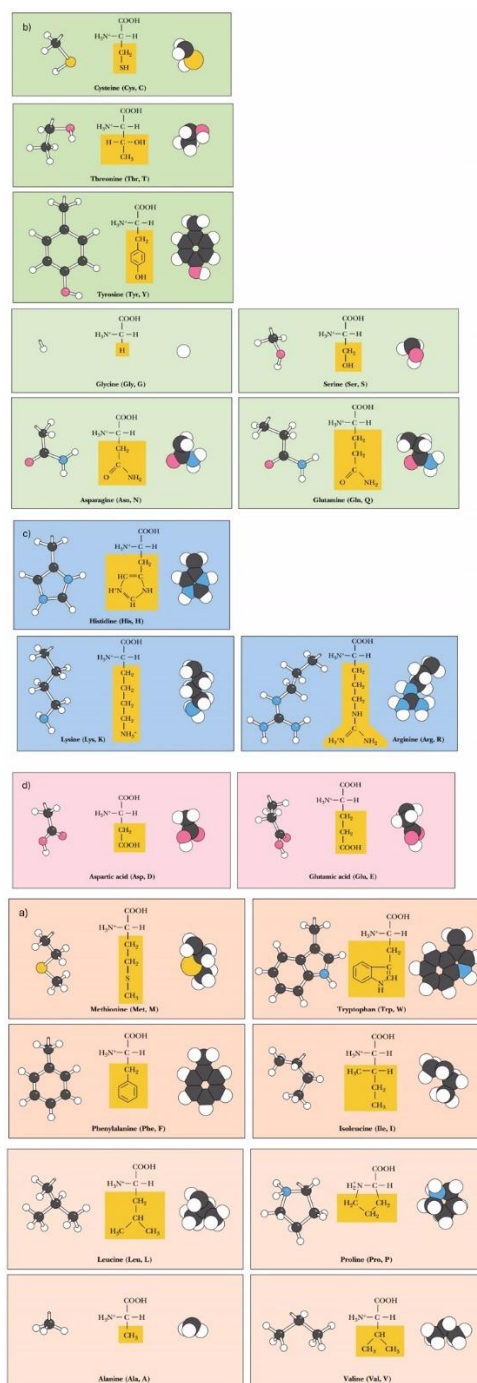 b)
COOH
H₃N⁺—C—H
CH₂
SH
Cysteine (Cys, C)
COOH
H₃N⁺—C—H
H—C—OH
CH₃
Threonine (Thr, T)
COOH
H₃N⁺—C—H
CH₂
OH
Tyrosine (Tyr, Y)
COOH
H₃N⁺—C—H
H
Glycine (Gly, G)
COOH
H₃N⁺—C—H
CH₂
OH
Serine (Ser, S)
COOH
H₃N⁺—C—H
CH₂
C
O NH₂
Asparagine (Asn, N)
COOH
H₃N⁺—C—H
CH₂
CH₂
C
O NH₂
Glutamine (Gln, Q)
c)
COOH
H₃N⁺—C—H
CH₂
HC=C
H⁺N NH
C
H
Histidine (His, H)
COOH
H₃N⁺—C—H
CH₂
CH₂
CH₂
CH₂
NH₃⁺
Lysine (Lys, K)
COOH
H₃N⁺—C—H
CH₂
CH₂
CH₂
NH
C
H₂⁺N NH₂
Arginine (Arg, R)
d)
COOH
H₃N⁺—C—H
CH₂
COOH
Aspartic acid (Asp, D)
COOH
H₃N⁺—C—H
CH₂
CH₂
COOH
Glutamic acid (Glu, E)
a)
COOH
H₃N⁺—C—H
CH₂
CH₂
S
CH₃
Methionine (Met, M)
COOH
H₃N⁺—C—H
CH₂
C
CH
N
H
Tryptophan (Trp, W)
COOH
H₃N⁺—C—H
CH₂
Phenylalanine (Phe, F)
COOH
H₃N⁺—C—H
H₃C—C—H
CH₂
CH₃
Isoleucine (Ile, I)
COOH
H₃N⁺—C—H
CH₂
CH
H₃C CH₃
Leucine (Leu, L)
COOH
H₂N⁺—C—H
H₂C CH₂
CH₂
Proline (Pro, P)
COOH
H₃N⁺—C—H
CH₃
Alanine (Ala, A)
COOH
H₃N⁺—C—H
CH
CH₃ CH₃
Valine (Val, V)